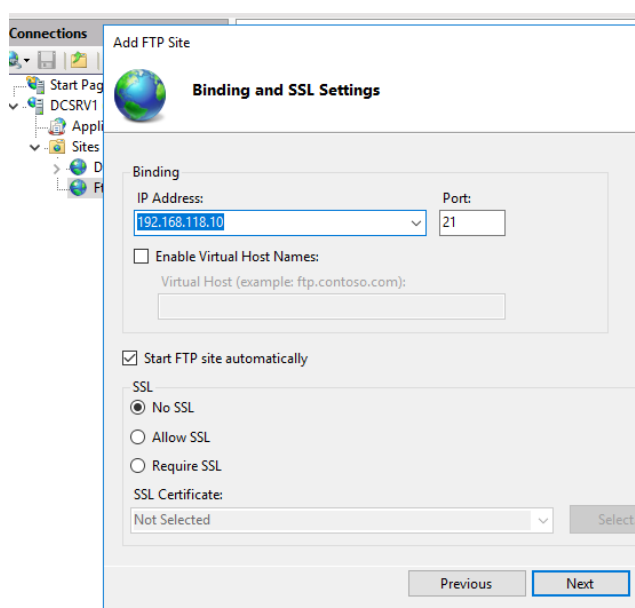 Connections
Add FTP Site
Binding and SSL Settings
Start Pag
DCSRV1
Appli
Sites
D
Ft
Binding
IP Address:
Port:
192.168.118.10
21
Enable Virtual Host Names:
Virtual Host (example: ftp.contoso.com):
Start FTP site automatically
SSL
No SSL
Allow SSL
Require SSL
SSL Certificate:
Not Selected
Select
Previous
Next